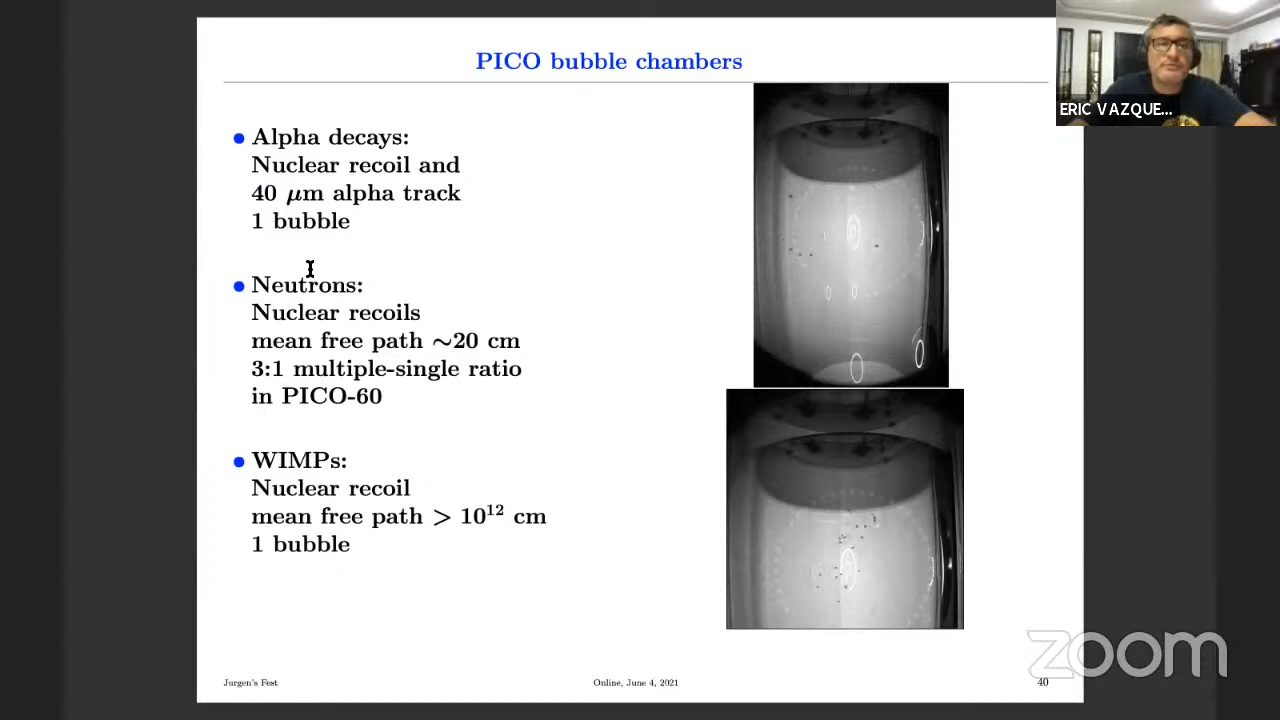 PICO bubble chambers
ERIC VAZQUE...
● Alpha decays:
Nuclear recoil and
40 μm alpha track
1 bubble
● Neutrons:
Nuclear recoils
mean free path ∼20 cm
3:1 multiple-single ratio
in PICO-60
● WIMPs:
Nuclear recoil
mean free path > 10¹² cm
1 bubble
zoom
Jurgen's Fest
Online, June 4, 2021
40